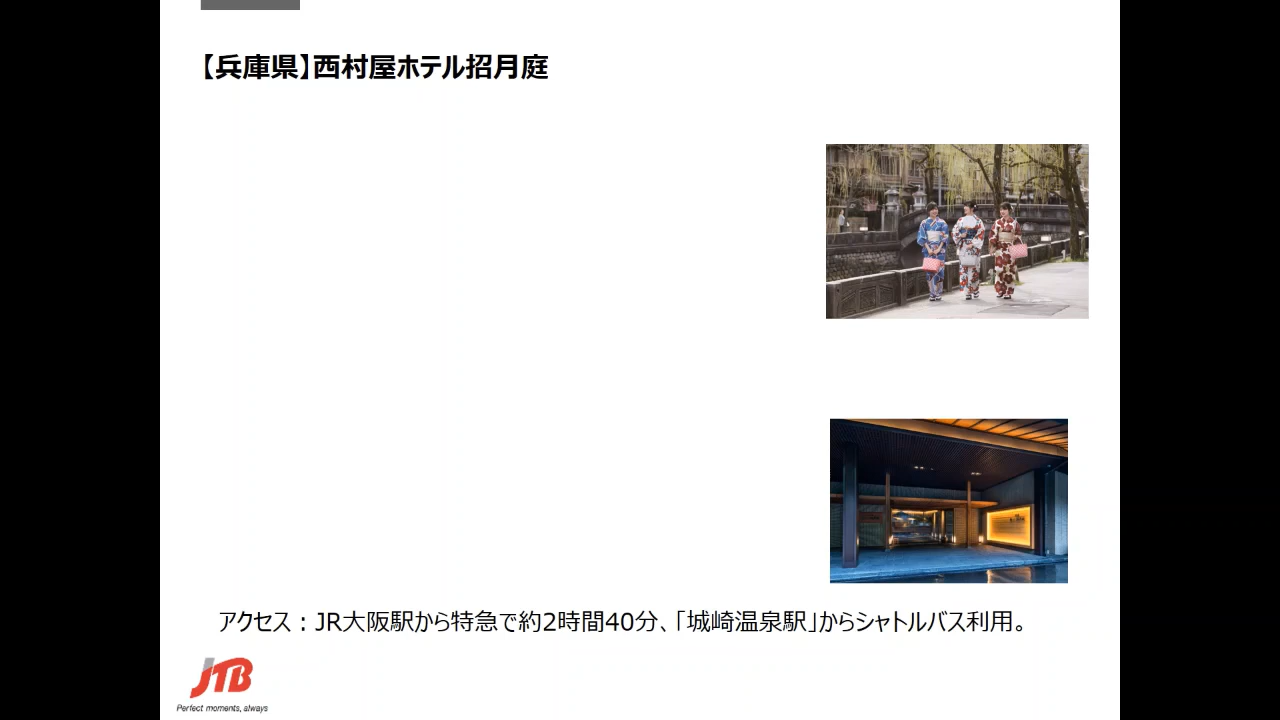 【兵庫県】西村屋ホテル招月庭
アクセス：JR大阪駅から特急で約2時間40分、「城崎温泉駅」からシャトルバス利用。
JTB
Perfect moments, always